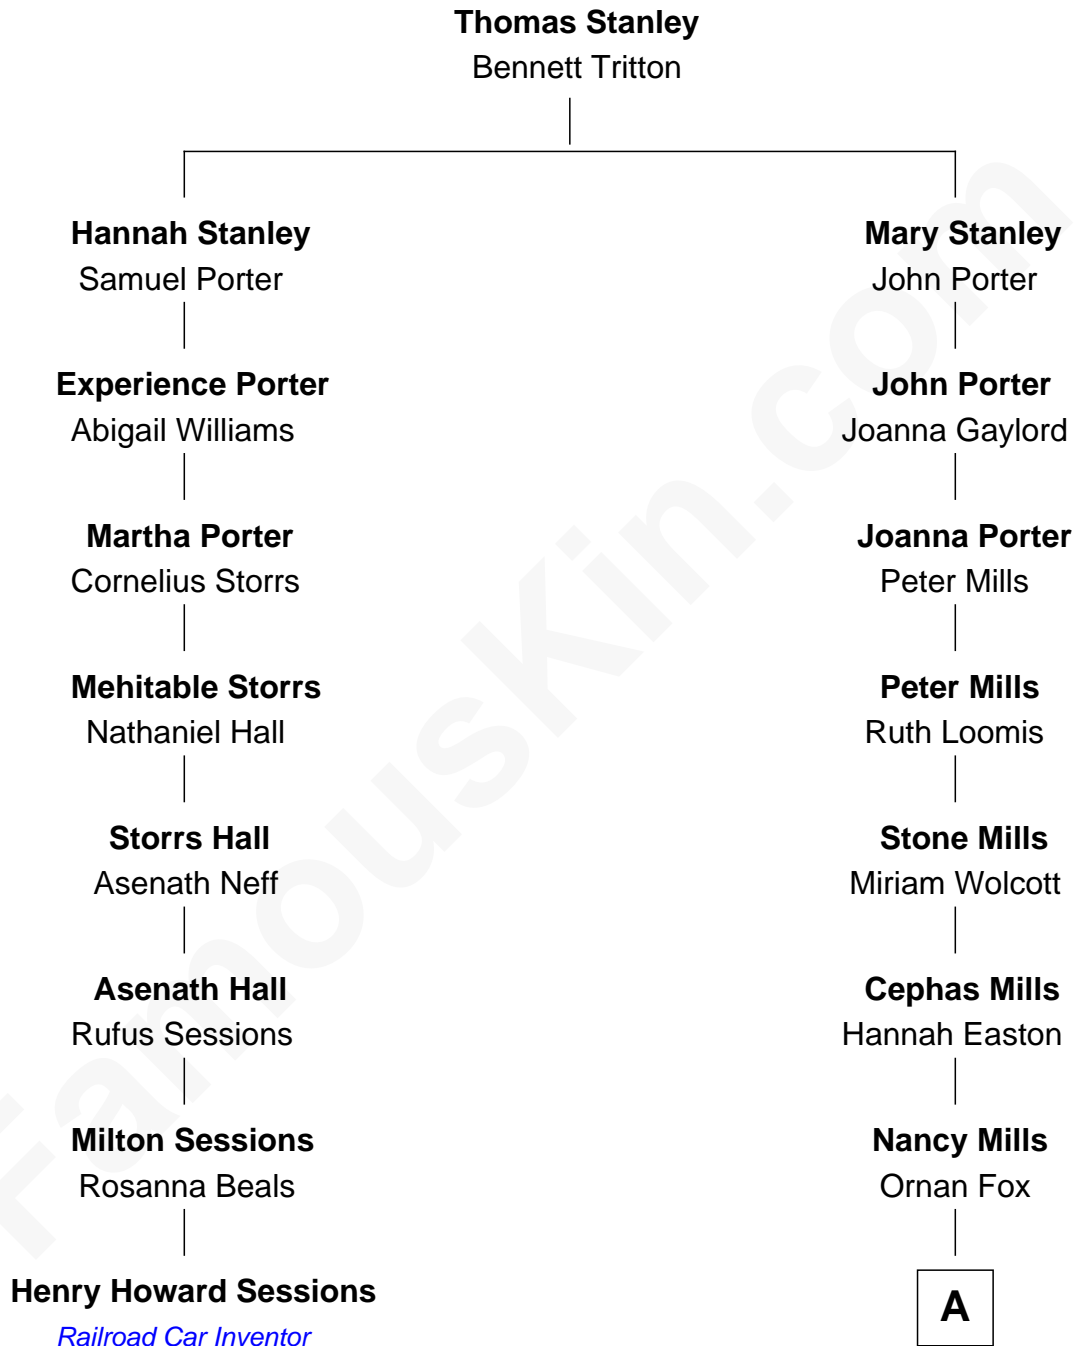 Thomas Stanley
Bennett Tritton
Hannah Stanley
Samuel Porter
Mary Stanley
John Porter
Experience Porter
Abigail Williams
John Porter
Joanna Gaylord
Martha Porter
Cornelius Storrs
Joanna Porter
Peter Mills
Mehitable Storrs
Nathaniel Hall
Peter Mills
Ruth Loomis
Storrs Hall
Asenath Neff
Stone Mills
Miriam Wolcott
Asenath Hall
Rufus Sessions
Cephas Mills
Hannah Easton
Milton Sessions
Rosanna Beals
Nancy Mills
Ornan Fox
Henry Howard Sessions
Railroad Car Inventor
A
FamousKin.com